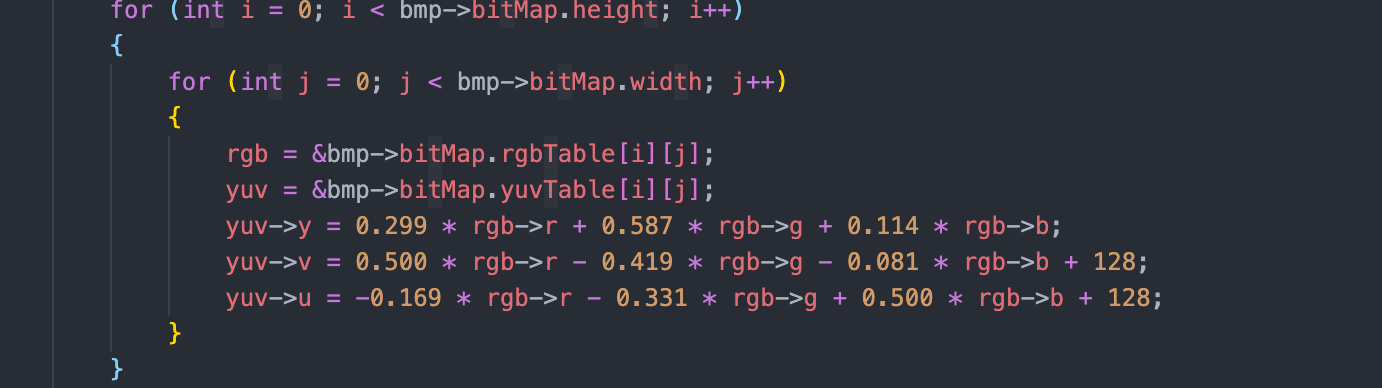 for (int i = 0; i < bmp->bitMap.height; i++)
{
for (int j = 0; j < bmp->bitMap.width; j++)
{
rgb = &bmp->bitMap.rgbTable[i][j];
yuv = &bmp->bitMap.yuvTable[i][j];
yuv->y = 0.299 * rgb->r + 0.587 * rgb->g + 0.114 * rgb->b;
yuv->v = 0.500 * rgb->r - 0.419 * rgb->g - 0.081 * rgb->b + 128;
yuv->u = -0.169 * rgb->r - 0.331 * rgb->g + 0.500 * rgb->b + 128;
}
}